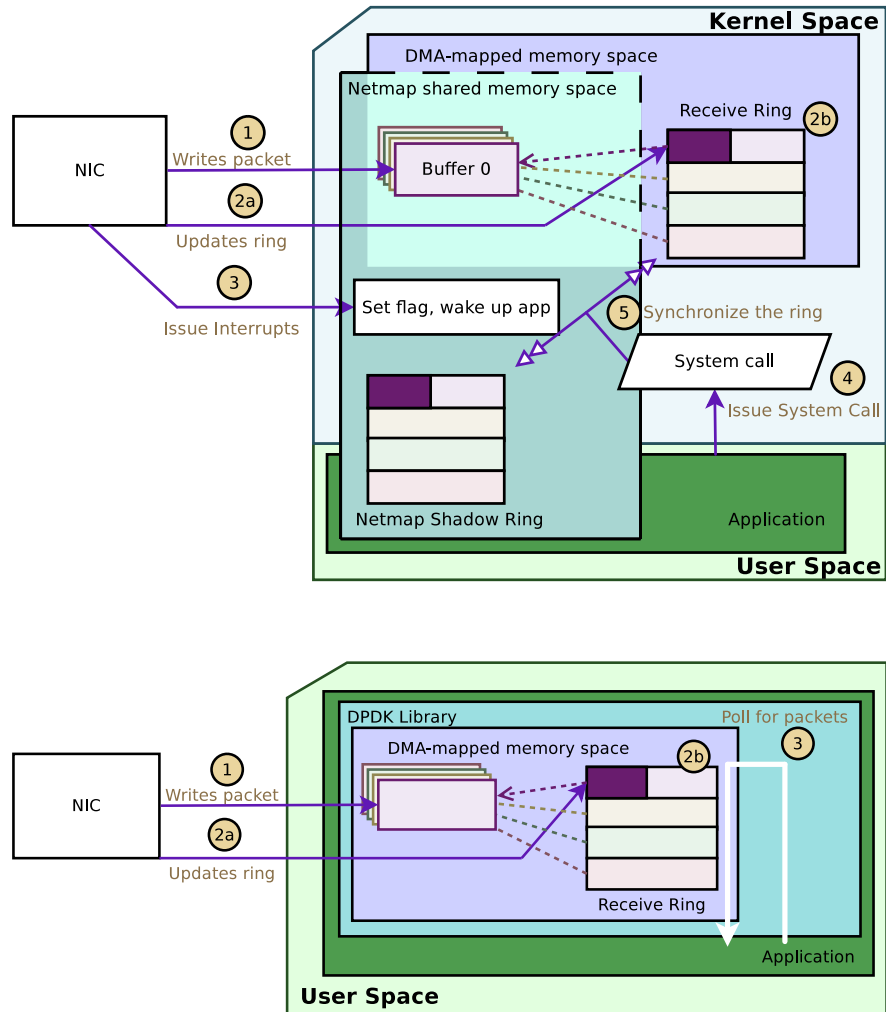 Kernel Space
DMA-mapped memory space
Netmap shared memory space
Receive Ring
2b
1
NIC
Writes packet
Buffer 0
2a
Updates ring
3
Issue Interrupts
Set flag, wake up app
5
Synchronize the ring
System call
4
Issue System Call
Netmap Shadow Ring
Application
User Space
DPDK Library
Poll for packets
DMA-mapped memory space
2b
3
1
NIC
Writes packet
2a
Updates ring
Receive Ring
Application
User Space